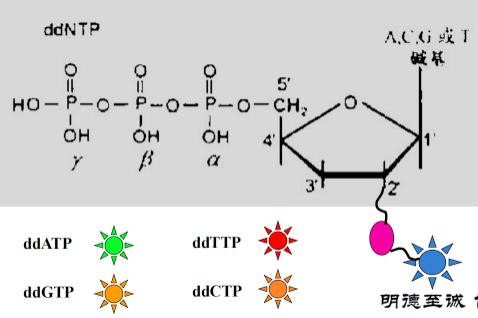 ddNTP
A,C,G 或 T
碱基
O O O 5'
HO-P-O-P-O-P-O-CH2 O
OH OH OH 4' 1'
γ β α
3' 2'
ddATP ddTTP
ddGTP ddCTP
明德至诚